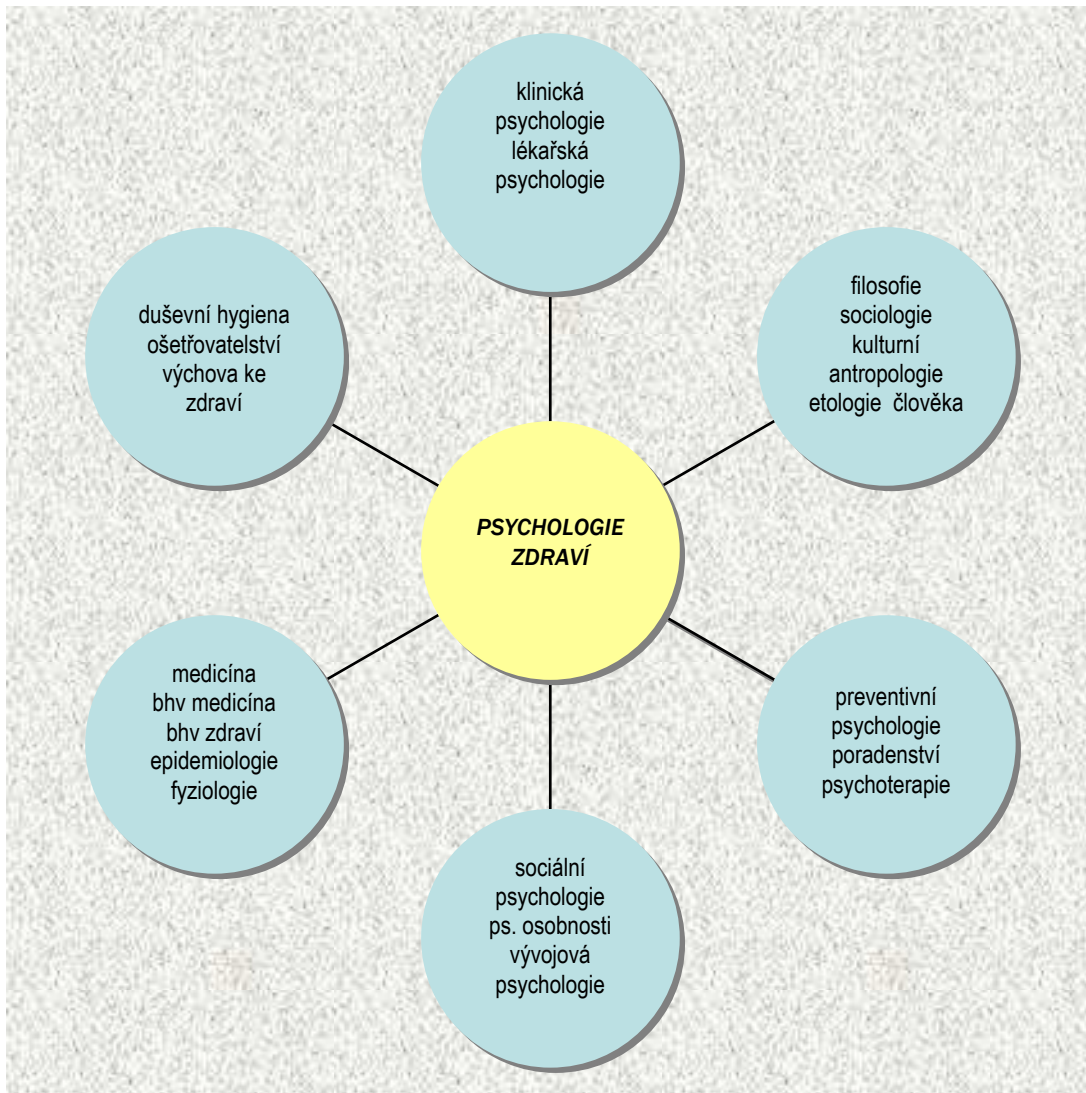 klinická
psychologie
lékařská
psychologie
filosofie
sociologie
kulturní
antropologie
etologie člověka
duševní hygiena
ošetřovatelství
výchova ke
zdraví
PSYCHOLOGIE
ZDRAVÍ
medicína
bhv medicína
bhv zdraví
epidemiologie
fyziologie
preventivní
psychologie
poradenství
psychoterapie
sociální
psychologie
ps. osobnosti
vývojová
psychologie